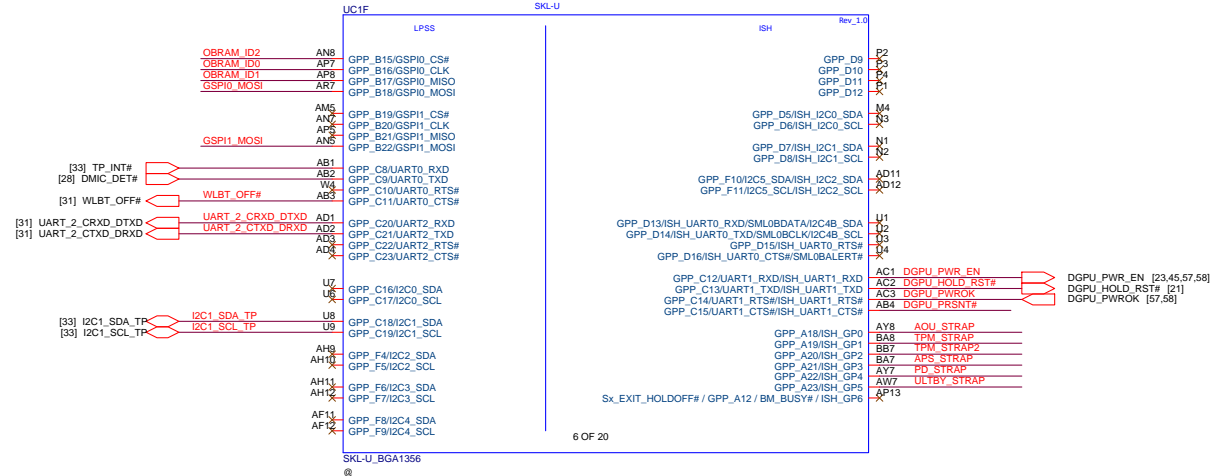 UC1F SKL-U Rev_1.0
LPSS ISH
OBRAM_ID2 AN8 GPP_B15/GSPI0_CS#
OBRAM_ID0 AP7 GPP_B16/GSPI0_CLK
OBRAM_ID1 AP8 GPP_B17/GSPI0_MISO
GSPI0_MOSI AR7 GPP_B18/GSPI0_MOSI
AM5 GPP_B19/GSPI1_CS#
AN7 GPP_B20/GSPI1_CLK
AP5 GPP_B21/GSPI1_MISO
GSPI1_MOSI AN5 GPP_B22/GSPI1_MOSI
[33] TP_INT# AB1 GPP_C8/UART0_RXD
[28] DMIC_DET# AB2 GPP_C9/UART0_TXD
W4 GPP_C10/UART0_RTS#
[31] WLBT_OFF# WLBT_OFF# AB3 GPP_C11/UART0_CTS#
[31] UART_2_CRXD_DTXD UART_2_CRXD_DTXD AD1 GPP_C20/UART2_RXD
[31] UART_2_CTXD_DRXD UART_2_CTXD_DRXD AD2 GPP_C21/UART2_TXD
AD3 GPP_C22/UART2_RTS#
AD4 GPP_C23/UART2_CTS#
U7 GPP_C16/I2C0_SDA
U6 GPP_C17/I2C0_SCL
[33] I2C1_SDA_TP I2C1_SDA_TP U8 GPP_C18/I2C1_SDA
[33] I2C1_SCL_TP I2C1_SCL_TP U9 GPP_C19/I2C1_SCL
AH9 GPP_F4/I2C2_SDA
AH10 GPP_F5/I2C2_SCL
AH11 GPP_F6/I2C3_SDA
AH12 GPP_F7/I2C3_SCL
AF11 GPP_F8/I2C4_SDA
AF12 GPP_F9/I2C4_SCL
GPP_D9 P2
GPP_D10 P3
GPP_D11 P4
GPP_D12 P1
GPP_D5/ISH_I2C0_SDA M4
GPP_D6/ISH_I2C0_SCL N3
GPP_D7/ISH_I2C1_SDA N1
GPP_D8/ISH_I2C1_SCL N2
GPP_F10/I2C5_SDA/ISH_I2C2_SDA AD11
GPP_F11/I2C5_SCL/ISH_I2C2_SCL AD12
GPP_D13/ISH_UART0_RXD/SML0BDATA/I2C4B_SDA U1
GPP_D14/ISH_UART0_TXD/SML0BCLK/I2C4B_SCL U2
GPP_D15/ISH_UART0_RTS# U3
GPP_D16/ISH_UART0_CTS#/SML0BALERT# U4
GPP_C12/UART1_RXD/ISH_UART1_RXD AC1 DGPU_PWR_EN DGPU_PWR_EN [23,45,57,58]
GPP_C13/UART1_TXD/ISH_UART1_TXD AC2 DGPU_HOLD_RST# DGPU_HOLD_RST# [21]
GPP_C14/UART1_RTS#/ISH_UART1_RTS# AC3 DGPU_PWROK DGPU_PWROK [57,58]
GPP_C15/UART1_CTS#/ISH_UART1_CTS# AB4 DGPU_PRSNT#
GPP_A18/ISH_GP0 AY8 AOU_STRAP
GPP_A19/ISH_GP1 BA8 TPM_STRAP
GPP_A20/ISH_GP2 BB7 TPM_STRAP2
GPP_A21/ISH_GP3 BA7 APS_STRAP
GPP_A22/ISH_GP4 AY7 PD_STRAP
GPP_A23/ISH_GP5 AW7 ULTBY_STRAP
Sx_EXIT_HOLDOFF# / GPP_A12 / BM_BUSY# / ISH_GP6 AP13
6 OF 20
SKL-U_BGA1356
@